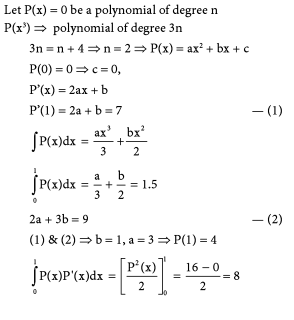 Let P(x) = 0 be a polynomial of degree n
P(x³) ⇒ polynomial of degree 3n
3n = n + 4 ⇒ n = 2 ⇒ P(x) = ax² + bx + c
P(0) = 0 ⇒ c = 0,
P'(x) = 2ax + b
P'(1) = 2a + b = 7 — (1)
∫P(x)dx = ax³/3 + bx²/2
∫₀¹P(x)dx = a/3 + b/2 = 1.5
2a + 3b = 9 — (2)
(1) & (2) ⇒ b = 1, a = 3 ⇒ P(1) = 4
∫₀¹P(x)P'(x)dx = [P²(x)/2]₀¹ = (16 − 0)/2 = 8